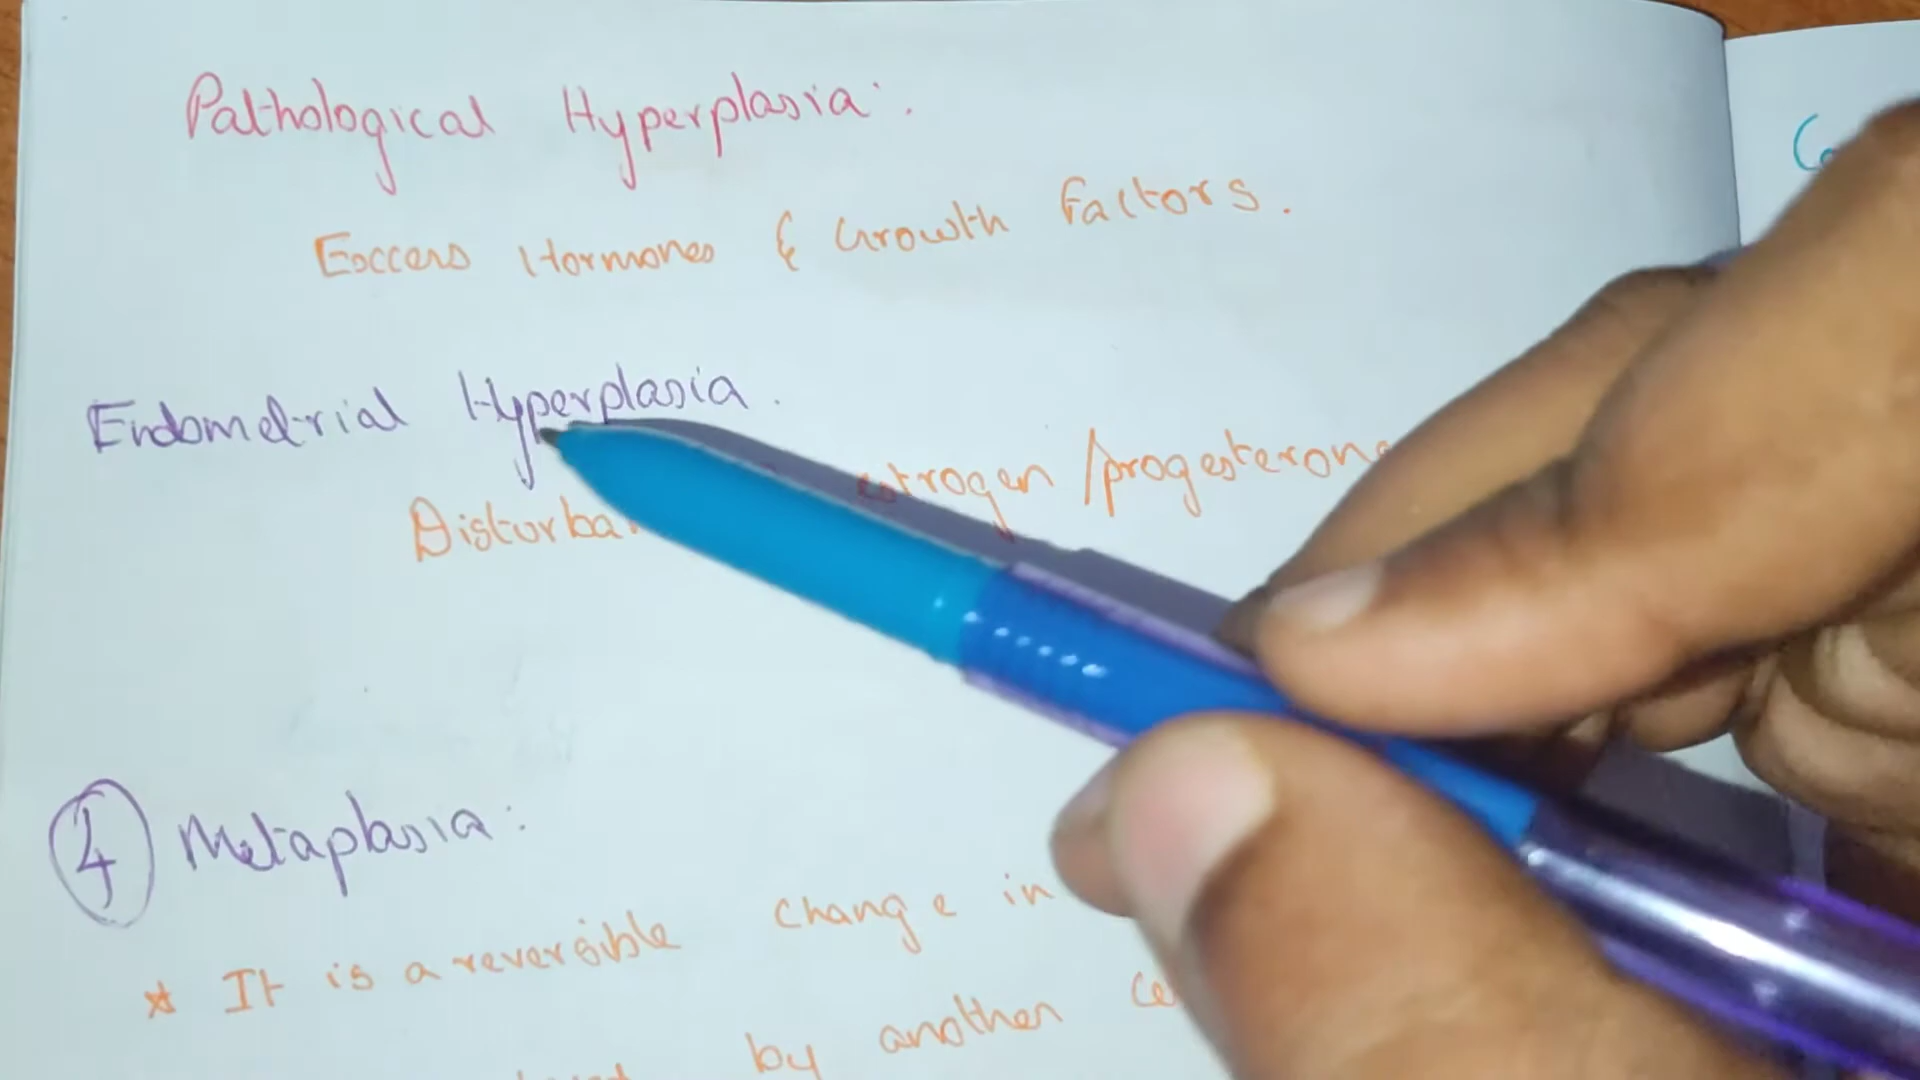 Pathological Hyperplasia:
Excess Hormones & Growth Factors.
Endometrial Hyperplasia.
estrogen / progesterone
④ Metaplasia:
* It is a reversible change in
by another